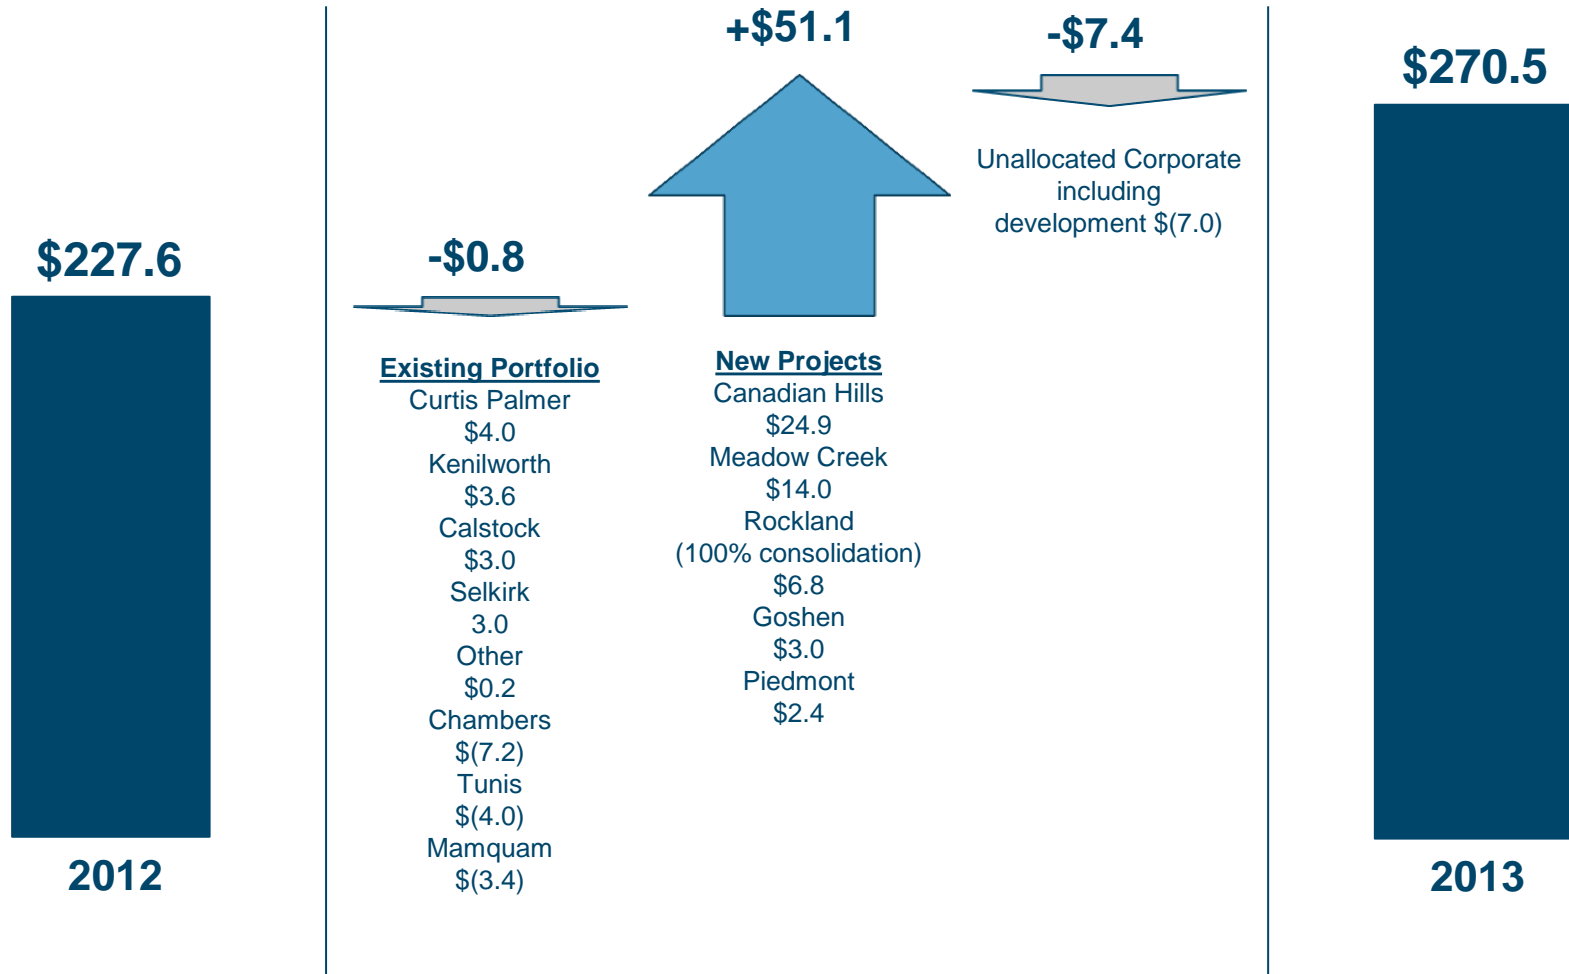 $227.6
2012
-$0.8
Existing Portfolio
Curtis Palmer
$4.0
Kenilworth
$3.6
Calstock
$3.0
Selkirk
3.0
Other
$0.2
Chambers
$(7.2)
Tunis
$(4.0)
Mamquam
$(3.4)
+$51.1
New Projects
Canadian Hills
$24.9
Meadow Creek
$14.0
Rockland
(100% consolidation)
$6.8
Goshen
$3.0
Piedmont
$2.4
-$7.4
Unallocated Corporate
including
development $(7.0)
$270.5
2013